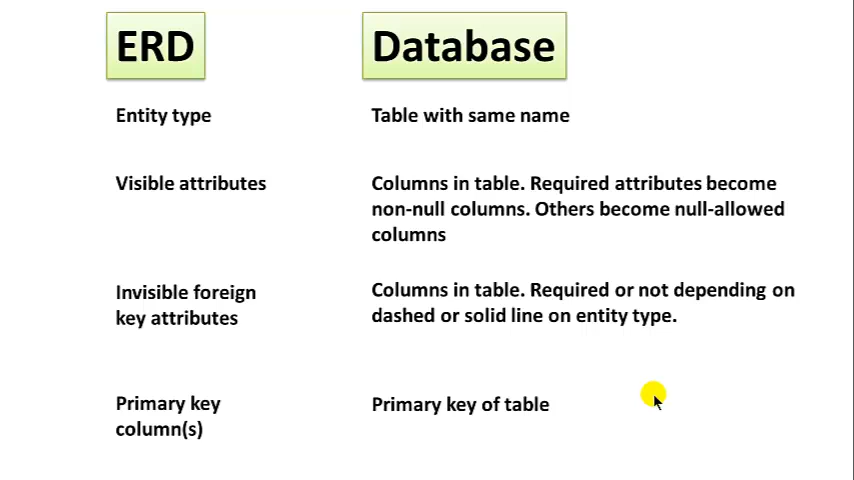 ERD
Database
Entity type
Table with same name
Visible attributes
Columns in table. Required attributes become
non-null columns. Others become null-allowed
columns
Invisible foreign
key attributes
Columns in table. Required or not depending on
dashed or solid line on entity type.
Primary key
column(s)
Primary key of table